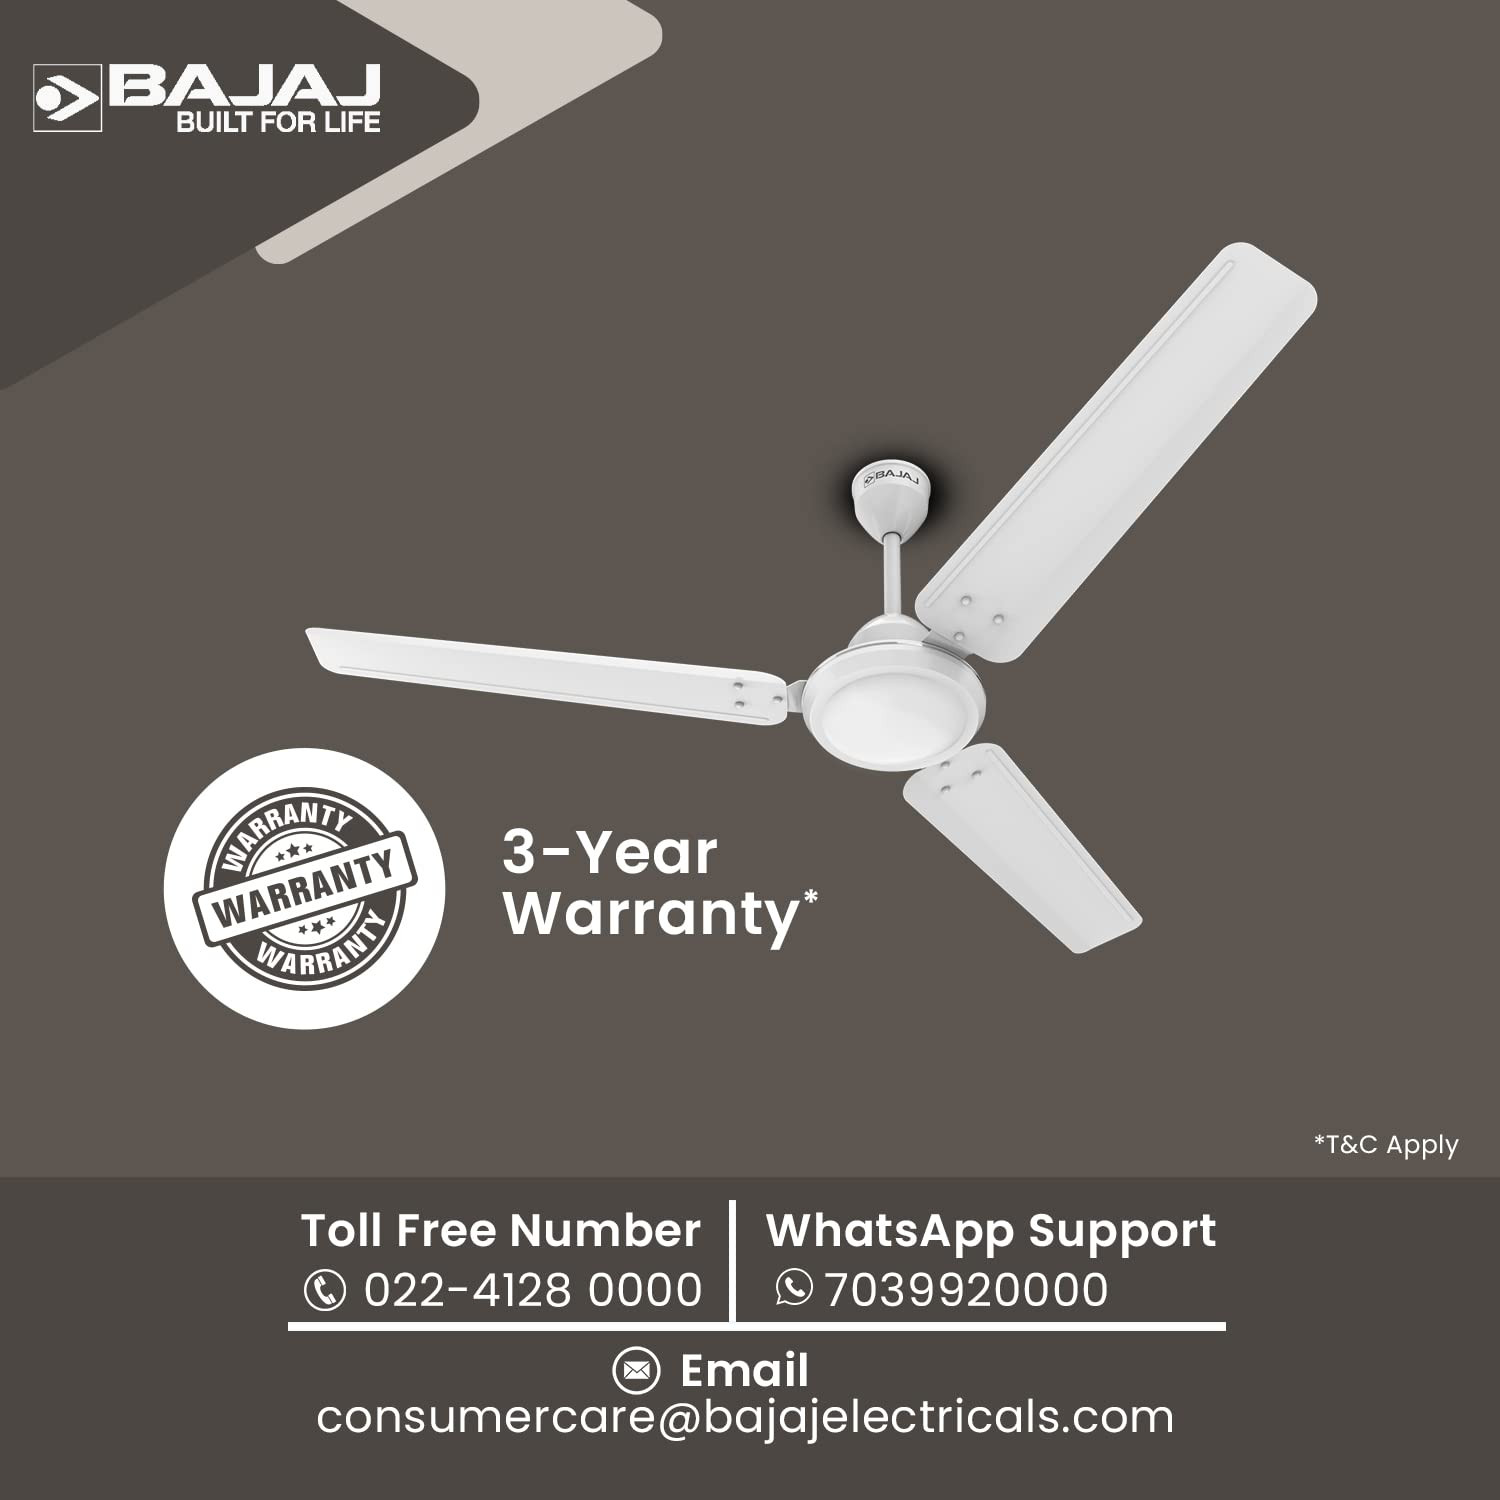 BAJAJ
BUILT FOR LIFE
BAJAJ
WARRANTY
WARRANTY
WARRANTY
3-Year
Warranty*
*T&C Apply
Toll Free Number
022-4128 0000
WhatsApp Support
7039920000
Email
consumercare@bajajelectricals.com